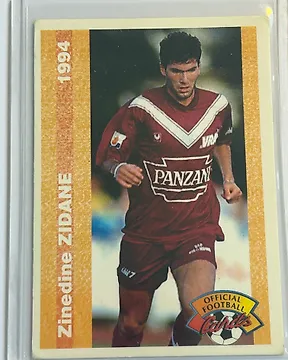 Zinedine ZIDANE 1994
PANZANI
OFFICIAL
FOOTBALL
Cards